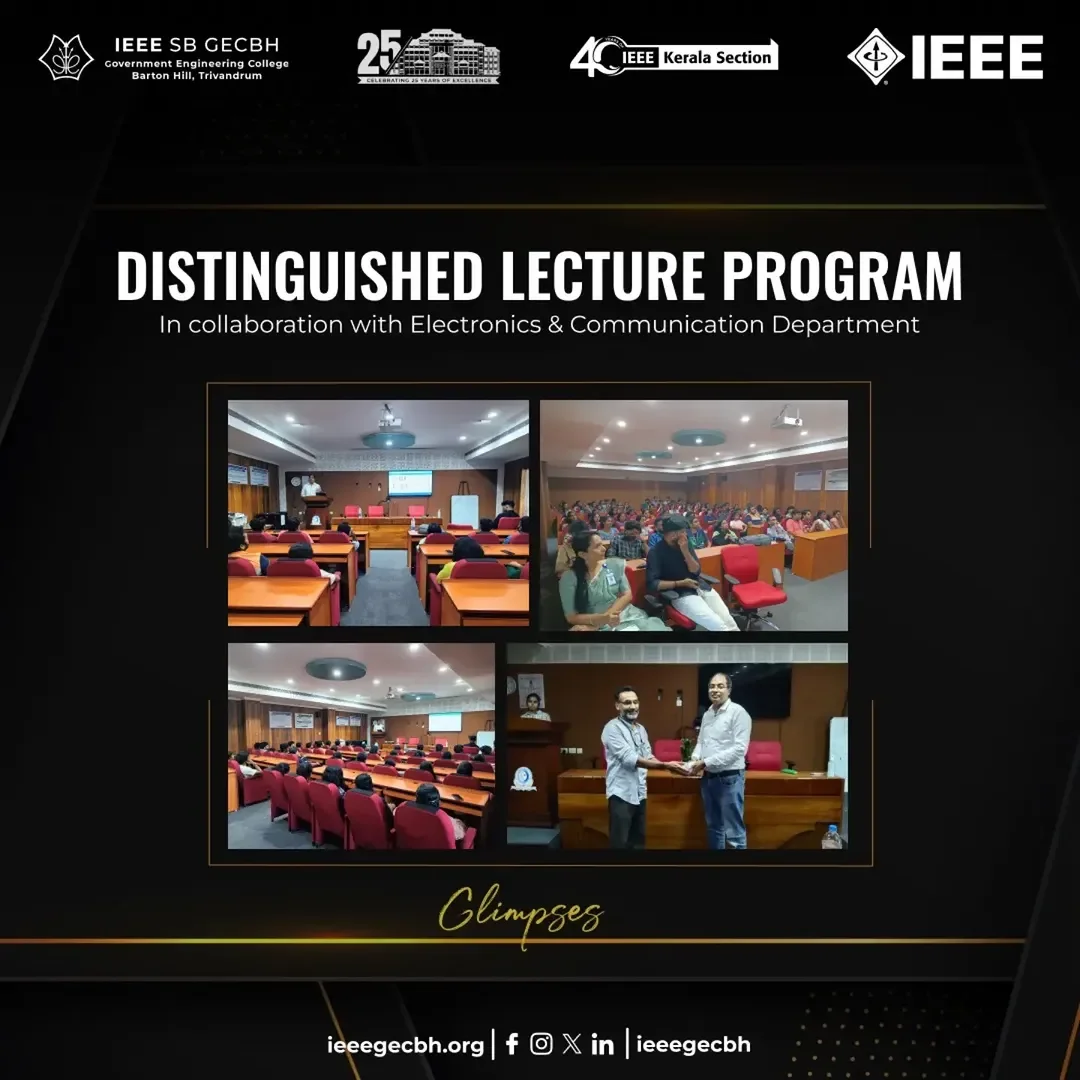 IEEE SB GECBH
Government Engineering College
Barton Hill, Trivandrum
25
CELEBRATING 25 YEARS OF EXCELLENCE
40 YEARS
IEEE Kerala Section
IEEE
DISTINGUISHED LECTURE PROGRAM
In collaboration with Electronics & Communication Department
Glimpses
ieeegecbh.org
ieeegecbh